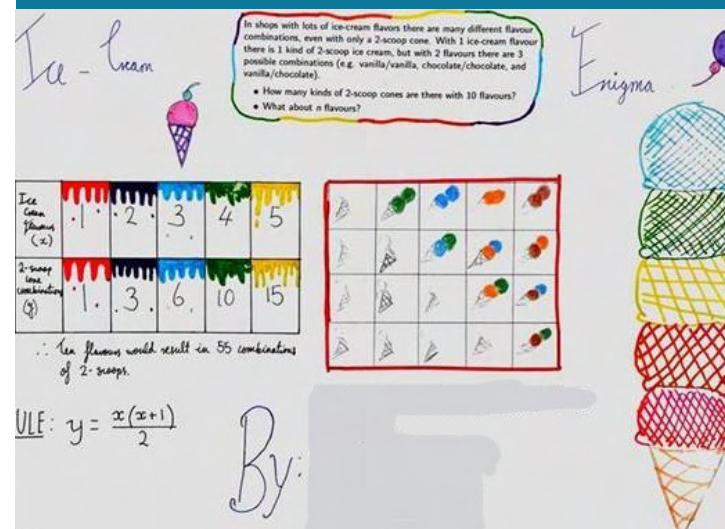 Ice-Cream
Enigma
In shops with lots of ice-cream flavors there are many different flavour
combinations, even with only a 2-scoop cone. With 1 ice-cream flavour
there is 1 kind of 2-scoop ice cream, but with 2 flavours there are 3
possible combinations (e.g. vanilla/vanilla, chocolate/chocolate, and
vanilla/chocolate).
• How many kinds of 2-scoop cones are there with 10 flavours?
• What about n flavours?
Ice
Cream
flavours
(x)
1 2 3 4 5
2-scoop
cone
combinations
(y)
1 3 6 10 15
∴ Ten flavours would result in 55 combinations
of 2-scoops.
ULE: y = x(x+1)/2
By: